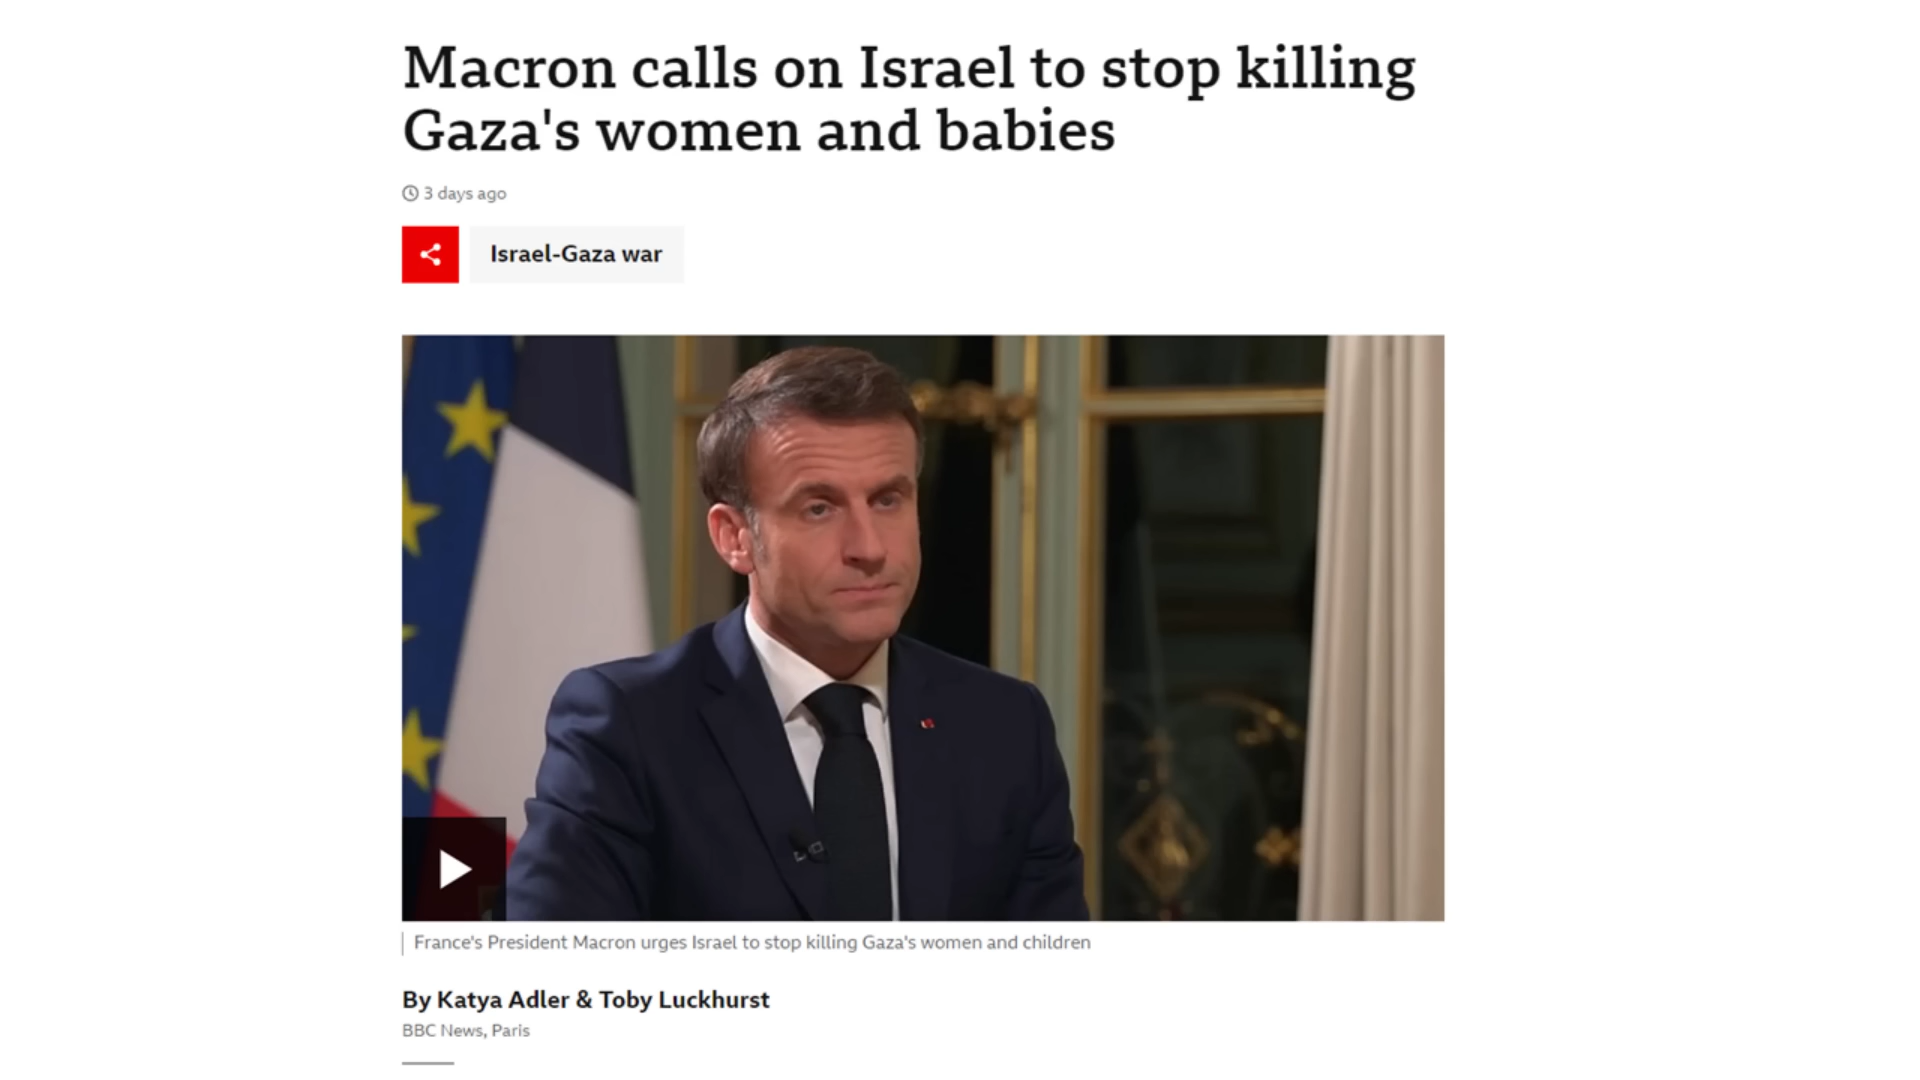 Macron calls on Israel to stop killing
Gaza's women and babies
3 days ago
Israel-Gaza war
France's President Macron urges Israel to stop killing Gaza's women and children
By Katya Adler & Toby Luckhurst
BBC News, Paris